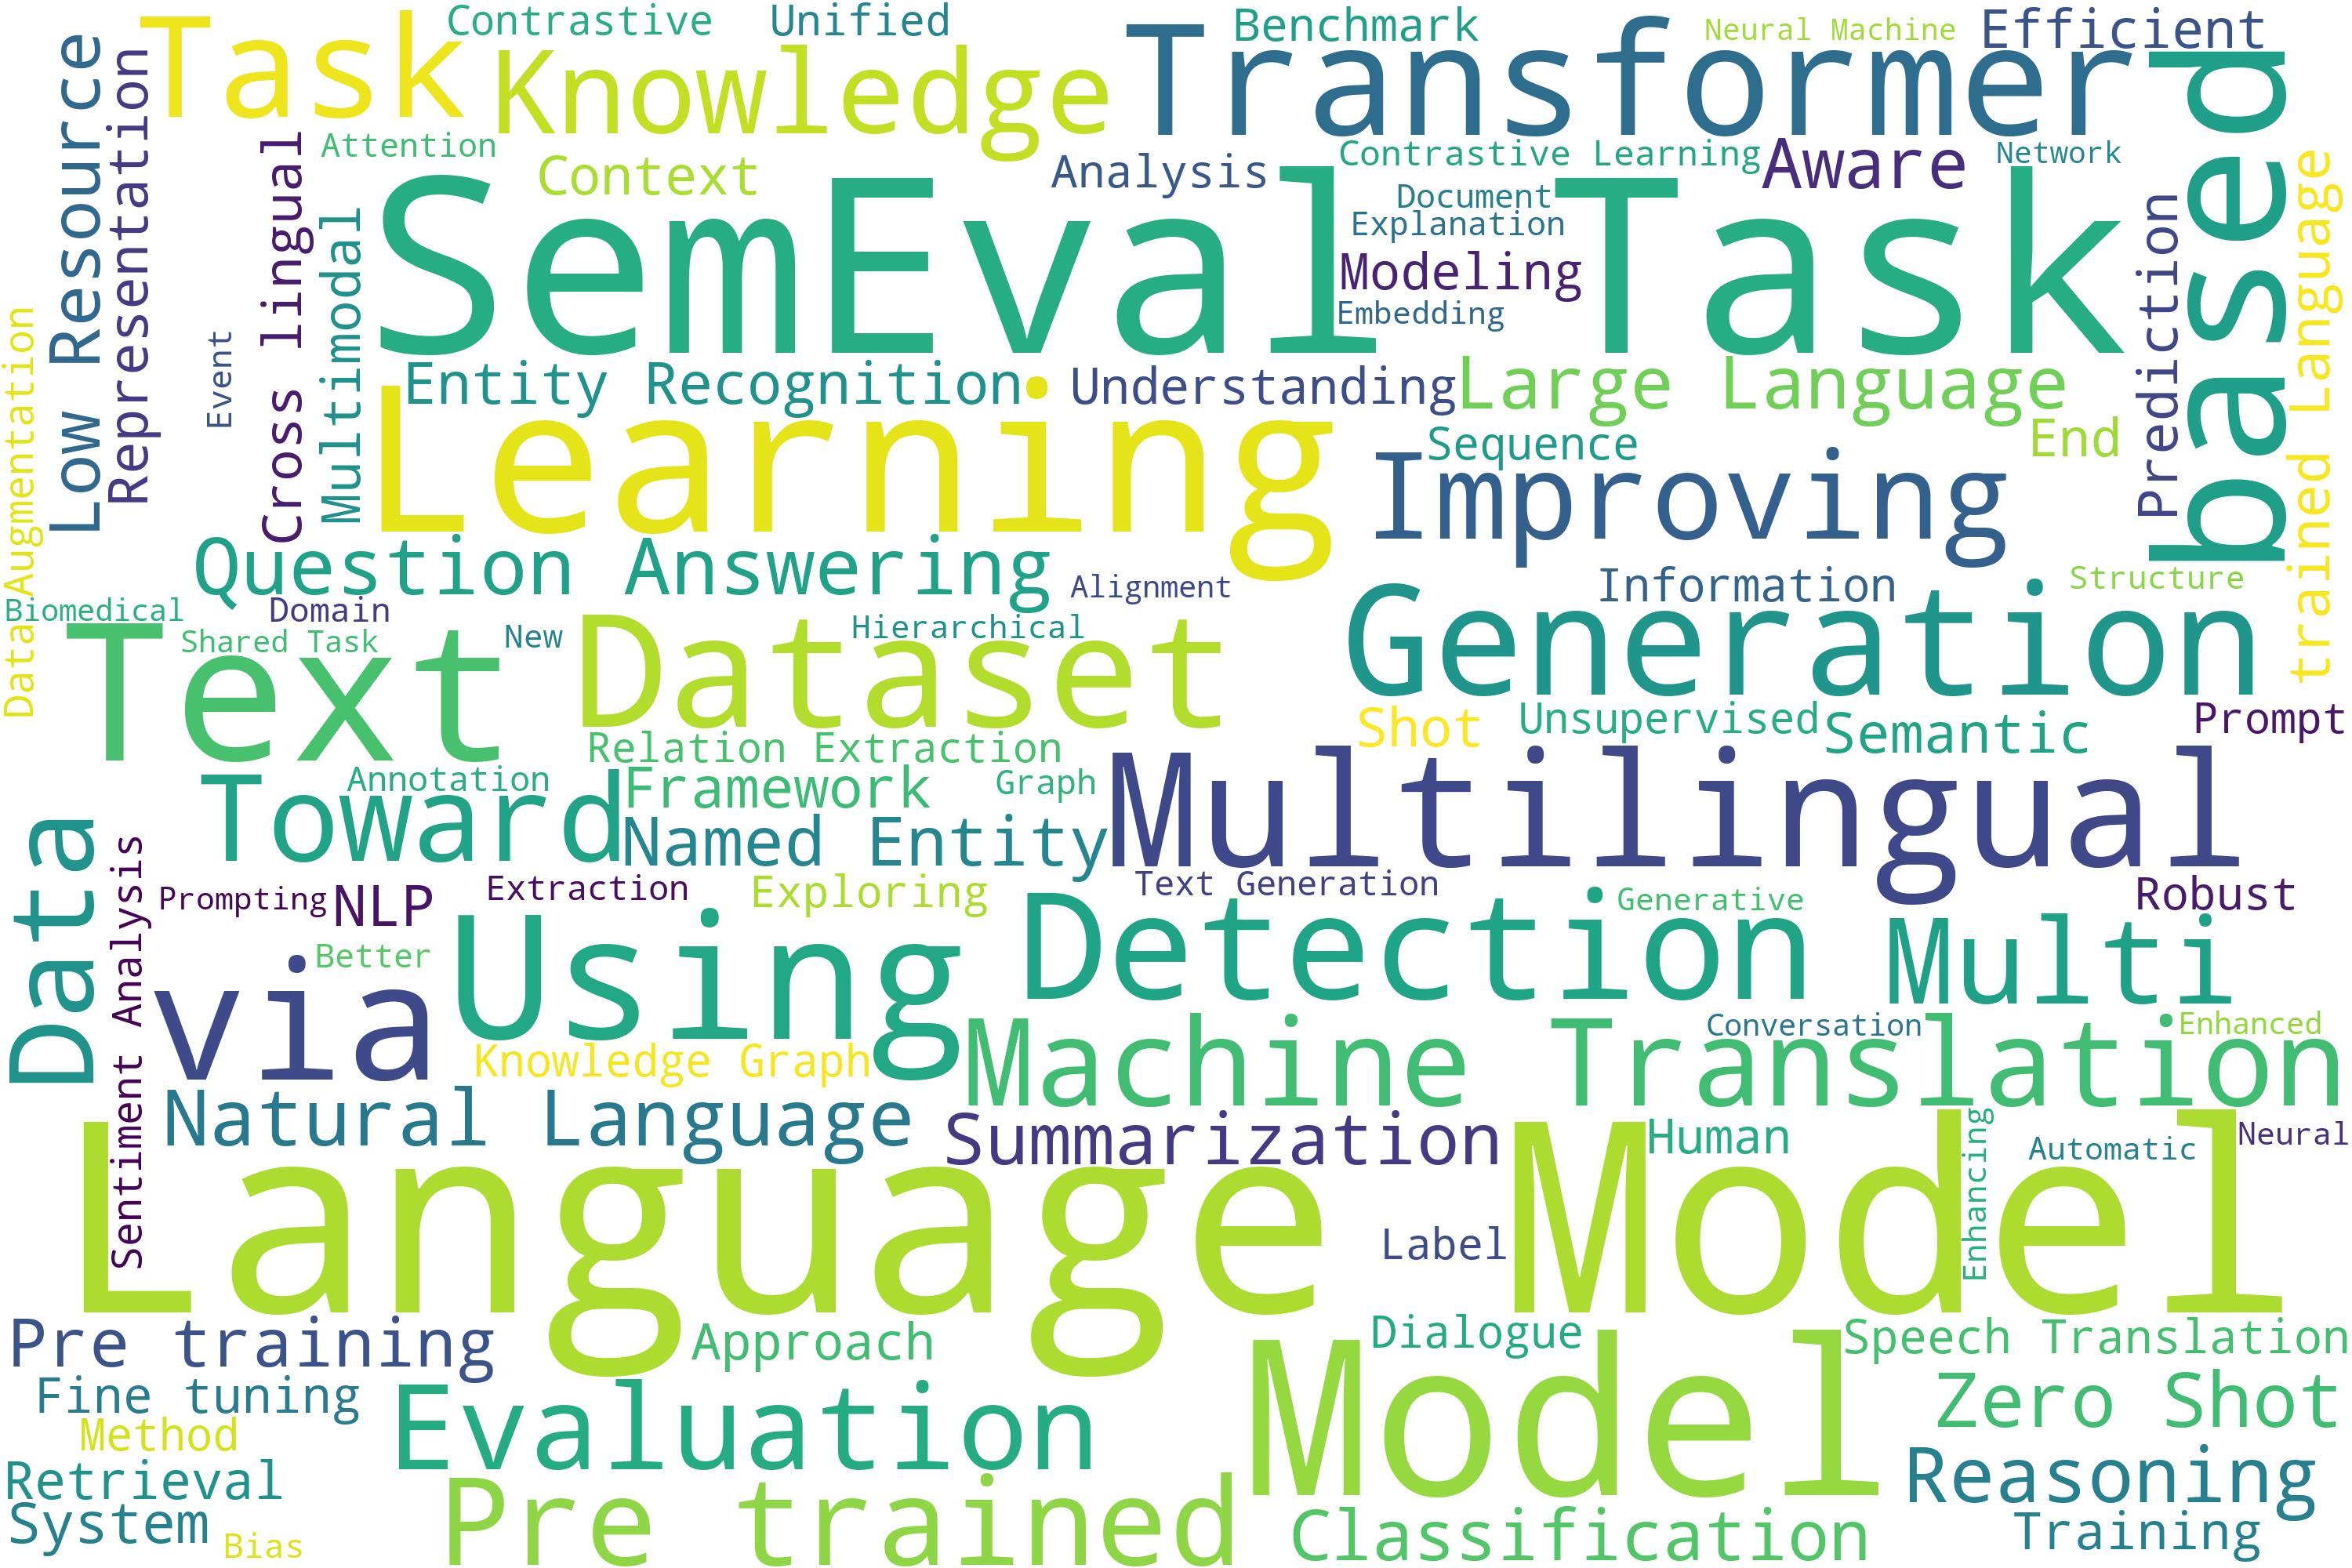 Task
Contrastive
Unified
Knowledge
Transformer
Benchmark
Neural Machine
Efficient
based
Low Resource
Representation
Cross lingual
Attention
Context
Analysis
Contrastive Learning
Aware
Network
Document
Explanation
Modeling
Embedding
SemEval Task
Multimodal
Event
Data Augmentation
Prediction
trained Language
Entity Recognition
Understanding
Large Language
Learning
Sequence
End
Improving
Question Answering
Alignment
Information
Structure
Biomedical
Domain
Shared Task
New
Hierarchical
Text
Dataset
Generation
Relation Extraction
Shot
Unsupervised
Semantic
Prompt
Toward
Annotation
Framework
Graph
Multilingual
Named Entity
Data
Sentiment Analysis
Prompting
NLP
Extraction
Exploring
Text Generation
Generative
Robust
Better
via
Using
Detection
Multi
Knowledge Graph
Machine Translation
Conversation
Enhanced
Natural Language
Summarization
Human
Enhancing
Automatic
Neural
Language Model
Label
Pre training
Approach
Dialogue
Speech Translation
Fine tuning
Evaluation
Model
Zero Shot
Method
Retrieval
Reasoning
System
Bias
Pre trained
Classification
Training